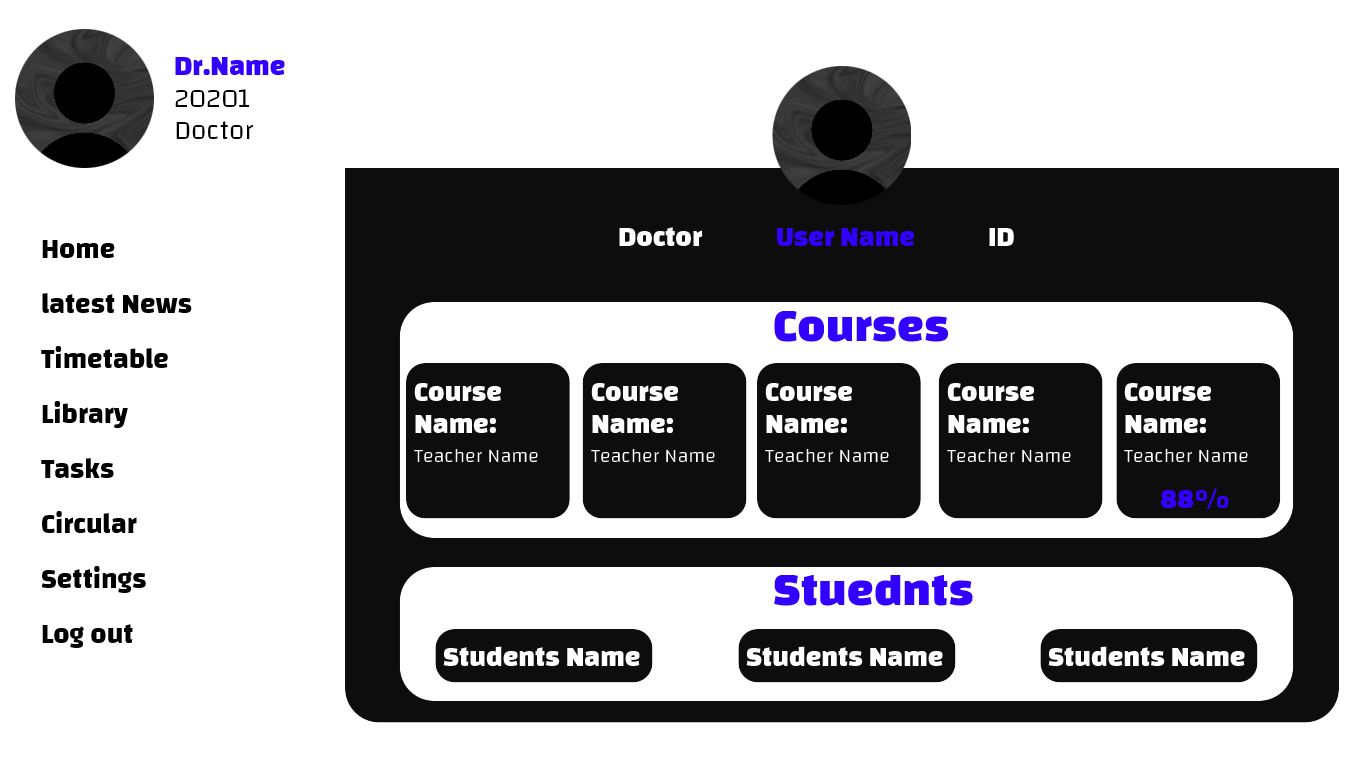 Dr.Name
20201
Doctor
Home
latest News
Timetable
Library
Tasks
Circular
Settings
Log out
Doctor User Name ID
Courses
Course Name:
Teacher Name
Course Name:
Teacher Name
Course Name:
Teacher Name
Course Name:
Teacher Name
Course Name:
Teacher Name
88%
Stuednts
Students Name
Students Name
Students Name